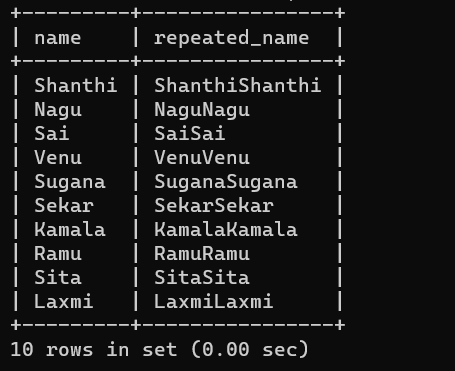 +---------+----------------+
| name    | repeated_name  |
+---------+----------------+
| Shanthi | ShanthiShanthi |
| Nagu    | NaguNagu       |
| Sai     | SaiSai         |
| Venu    | VenuVenu       |
| Sugana  | SuganaSugana   |
| Sekar   | SekarSekar     |
| Kamala  | KamalaKamala   |
| Ramu    | RamuRamu       |
| Sita    | SitaSita       |
| Laxmi   | LaxmiLaxmi     |
+---------+----------------+
10 rows in set (0.00 sec)